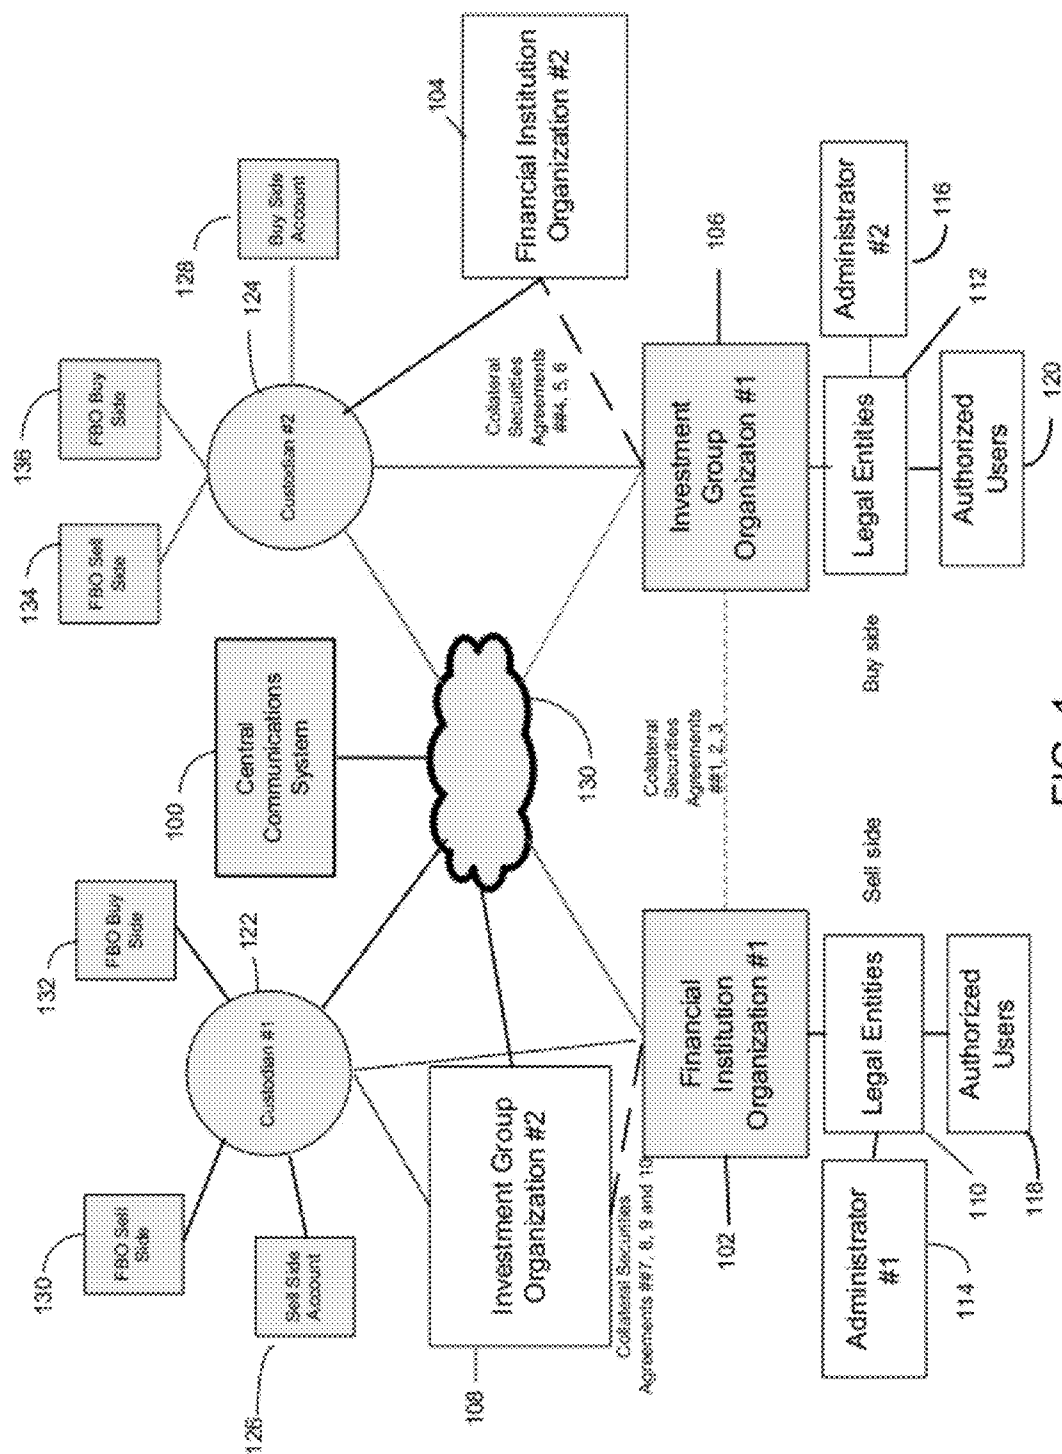 130
FBO Sell
Side
132
FBO Buy
Side
134
FBO Sell
Side
136
FBO Buy
Side
126
Sell Side
Account
Custodian #1
122
100
Central
Communications
System
Custodian #2
124
128
Buy Side
Account
108
Investment Group
Organization #2
130
Collateral
Securities
Agreements
##4, 5, 6
104
Financial Institution
Organization #2
Collateral Securities
Agreements ##7, 8, 9 and 10
Collateral
Securities
Agreements
##1, 2, 3
102
Financial
Institution
Organization #1
Investment
Group
Organizaton #1
106
Sell side
Buy side
114
Administrator
#1
110
Legal Entities
Legal Entities
112
Administrator
#2
116
118
Authorized
Users
Authorized
Users
120